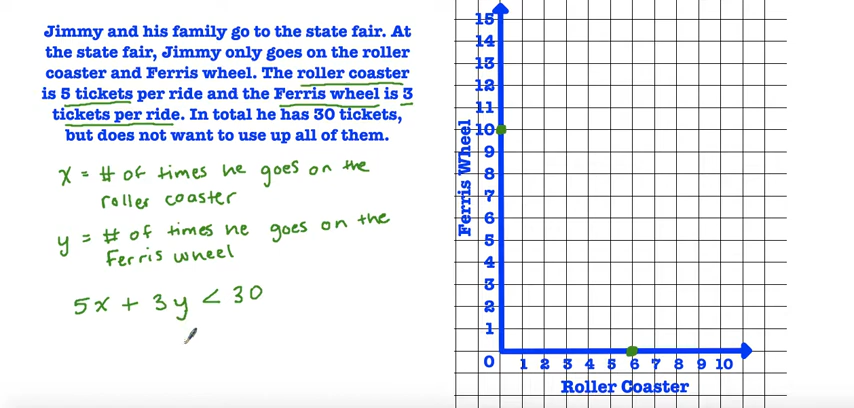 Jimmy and his family go to the state fair. At
the state fair, Jimmy only goes on the roller
coaster and Ferris wheel. The roller coaster
is 5 tickets per ride and the Ferris wheel is 3
tickets per ride. In total he has 30 tickets,
but does not want to use up all of them.
x = # of times he goes on the
roller coaster
y = # of times he goes on the
Ferris wheel
5x + 3y < 30
Ferris Wheel
15
14
13
12
11
10
9
8
7
6
5
4
3
2
1
0 1 2 3 4 5 6 7 8 9 10
Roller Coaster